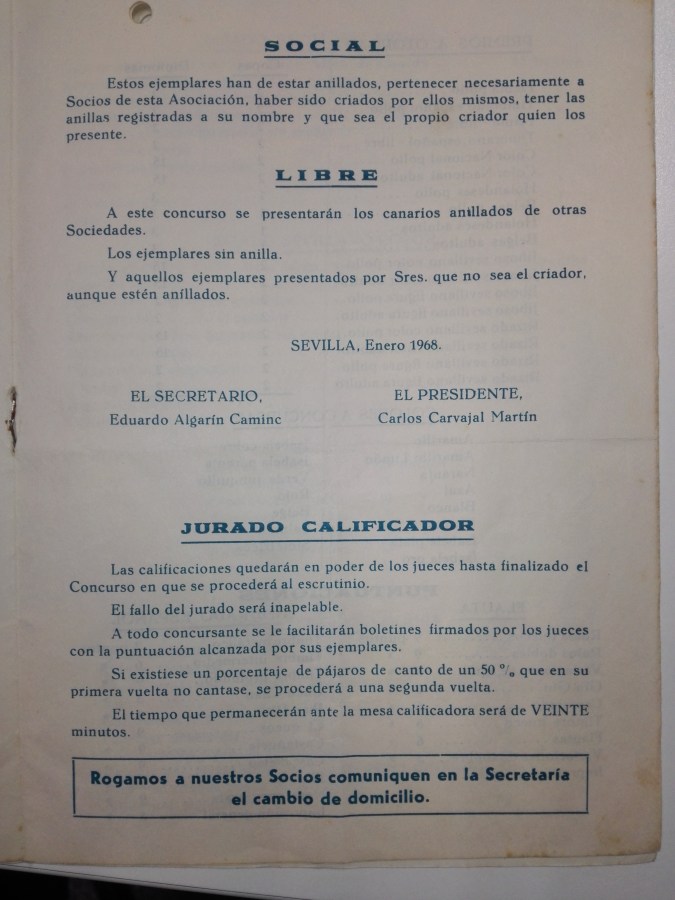 SOCIAL
Estos ejemplares han de estar anillados, pertenecer necesariamente a
Socios de esta Asociación, haber sido criados por ellos mismos, tener las
anillas registradas a su nombre y que sea el propio criador quien los
presente.
LIBRE
A este concurso se presentarán los canarios anillados de otras
Sociedades.
Los ejemplares sin anilla.
Y aquellos ejemplares presentados por Sres. que no sea el criador,
aunque estén aníllados.
SEVILLA, Enero 1968.
EL SECRETARIO, EL PRESIDENTE,
Eduardo Algarín Caminc Carlos Carvajal Martín
JURADO CALIFICADOR
Las calificaciones quedarán en poder de los jueces hasta finalizado el
Concurso en que se procederá al escrutinio.
El fallo del jurado será inapelable.
A todo concursante se le facilitarán boletines firmados por los jueces
con la puntuación alcanzada por sus ejemplares.
Si existiese un porcentaje de pájaros de canto de un 50 % que en su
primera vuelta no cantase, se procederá a una segunda vuelta.
El tiempo que permanecerán ante la mesa calificadora será de VEINTE
minutos.
Rogamos a nuestros Socios comuniquen en la Secretaría
el cambio de domicilio.